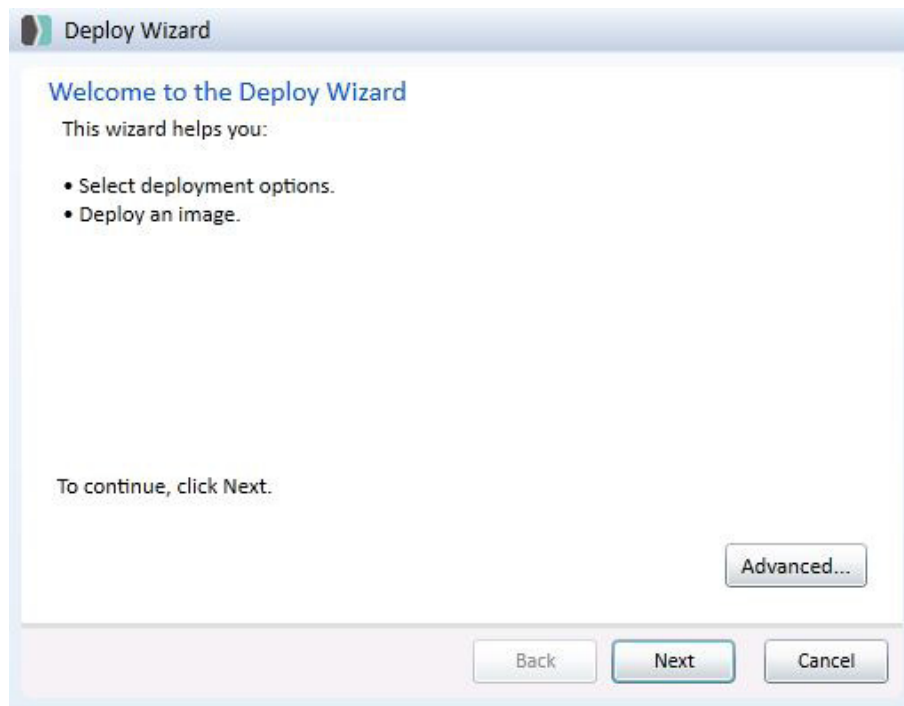 Deploy Wizard
Welcome to the Deploy Wizard
This wizard helps you:
• Select deployment options.
• Deploy an image.
To continue, click Next.
Advanced...
Back Next Cancel